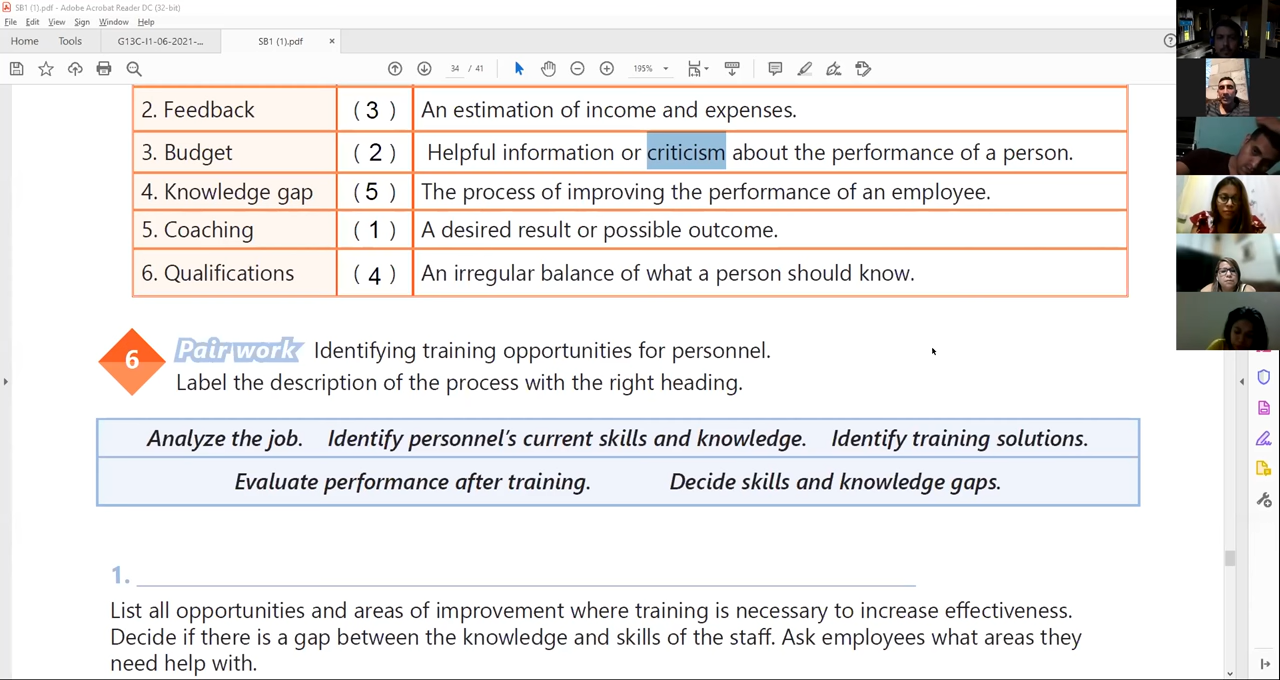 SB1 (1).pdf - Adobe Acrobat Reader DC (32-bit)
File Edit View Sign Window Help
Home Tools G13C-I1-06-2021-... SB1 (1).pdf ×
34 / 41 195%
2. Feedback ( 3 ) An estimation of income and expenses.
3. Budget ( 2 ) Helpful information or criticism about the performance of a person.
4. Knowledge gap ( 5 ) The process of improving the performance of an employee.
5. Coaching ( 1 ) A desired result or possible outcome.
6. Qualifications ( 4 ) An irregular balance of what a person should know.
6 Pair work Identifying training opportunities for personnel.
Label the description of the process with the right heading.
Analyze the job. Identify personnel's current skills and knowledge. Identify training solutions.
Evaluate performance after training. Decide skills and knowledge gaps.
1. ______________________________
List all opportunities and areas of improvement where training is necessary to increase effectiveness.
Decide if there is a gap between the knowledge and skills of the staff. Ask employees what areas they
need help with.